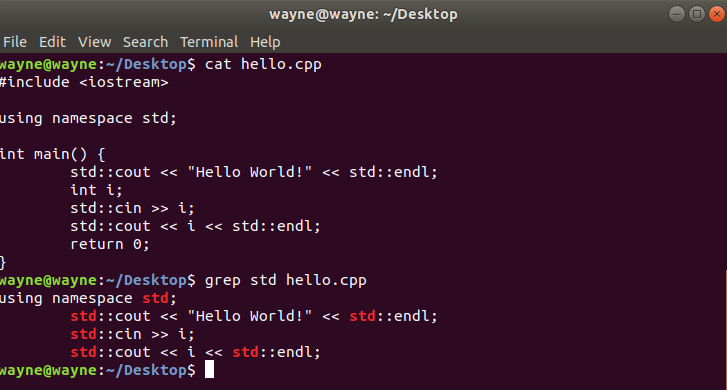 wayne@wayne: ~/Desktop
File Edit View Search Terminal Help
wayne@wayne:~/Desktop$ cat hello.cpp
#include <iostream>

using namespace std;

int main() {
        std::cout << "Hello World!" << std::endl;
        int i;
        std::cin >> i;
        std::cout << i << std::endl;
        return 0;
}
wayne@wayne:~/Desktop$ grep std hello.cpp
using namespace std;
        std::cout << "Hello World!" << std::endl;
        std::cin >> i;
        std::cout << i << std::endl;
wayne@wayne:~/Desktop$